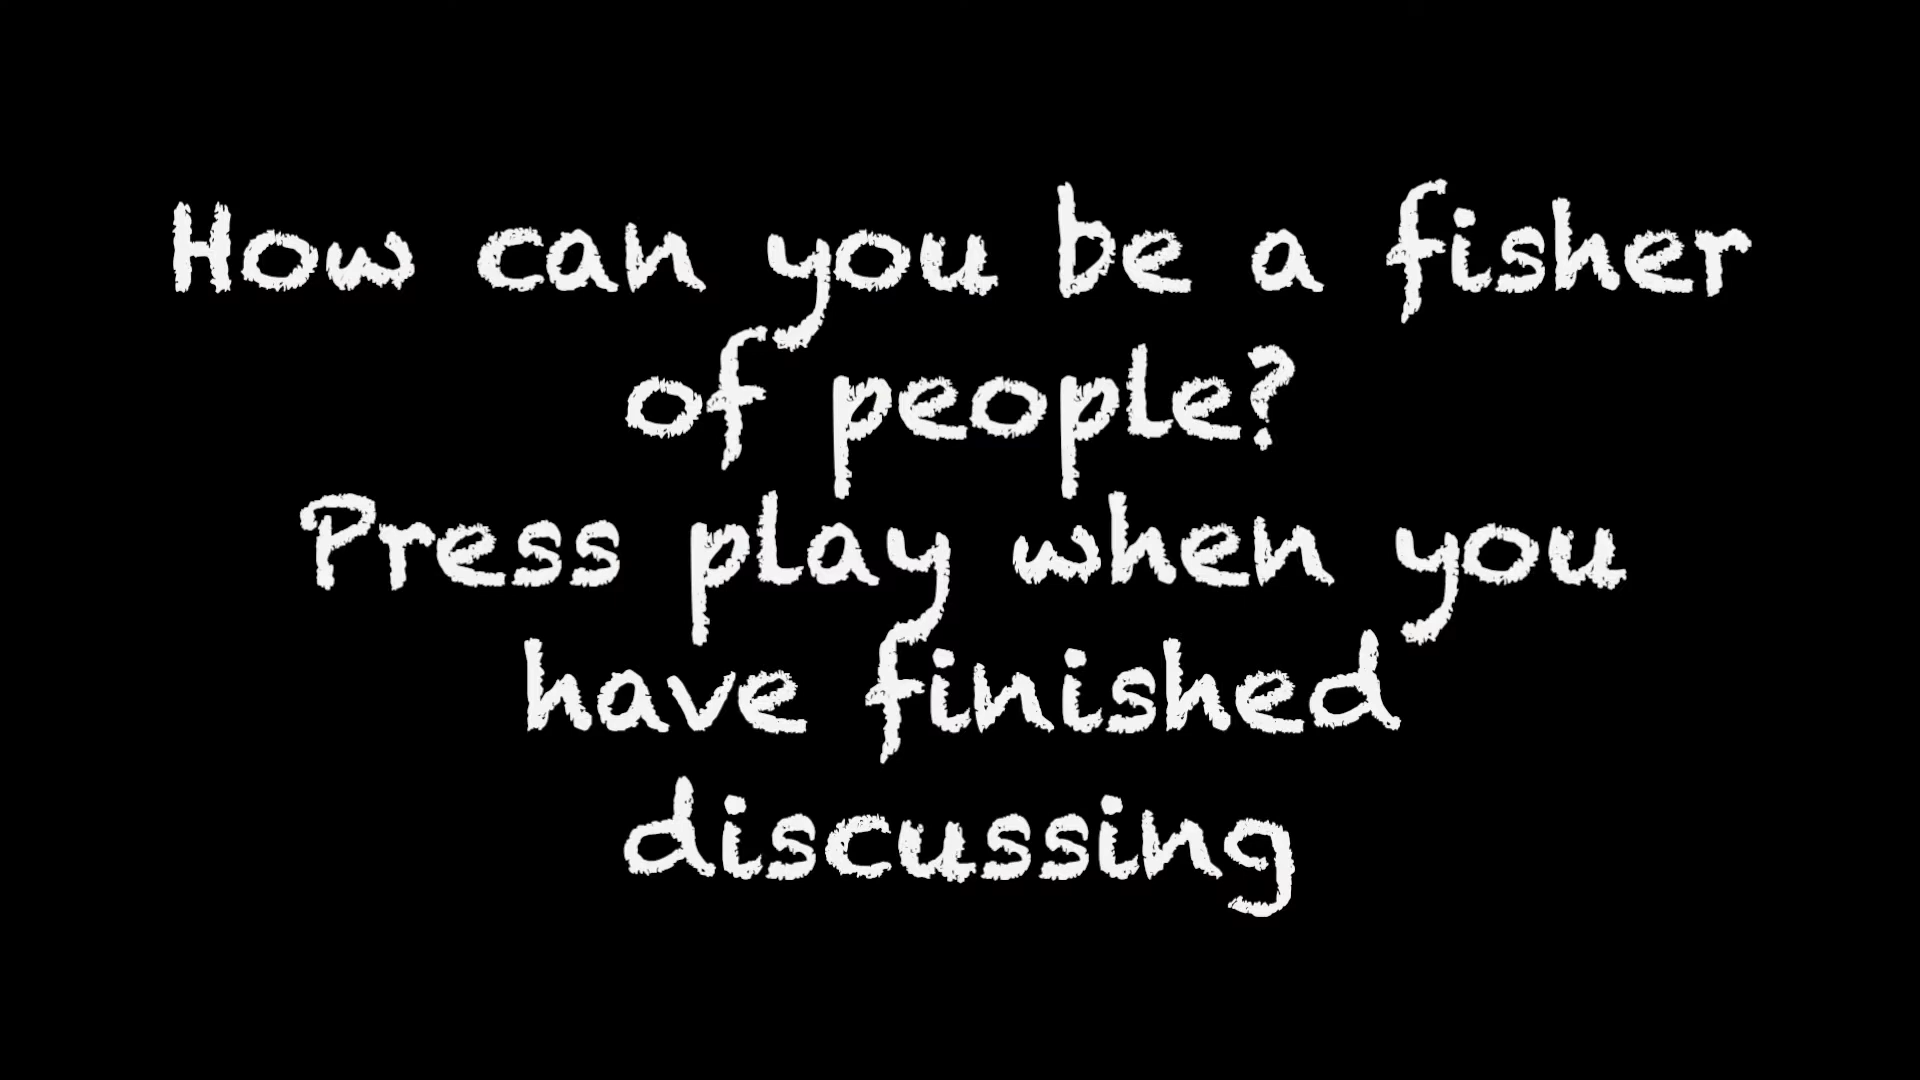 How can you be a fisher
of people?
Press play when you
have finished
discussing